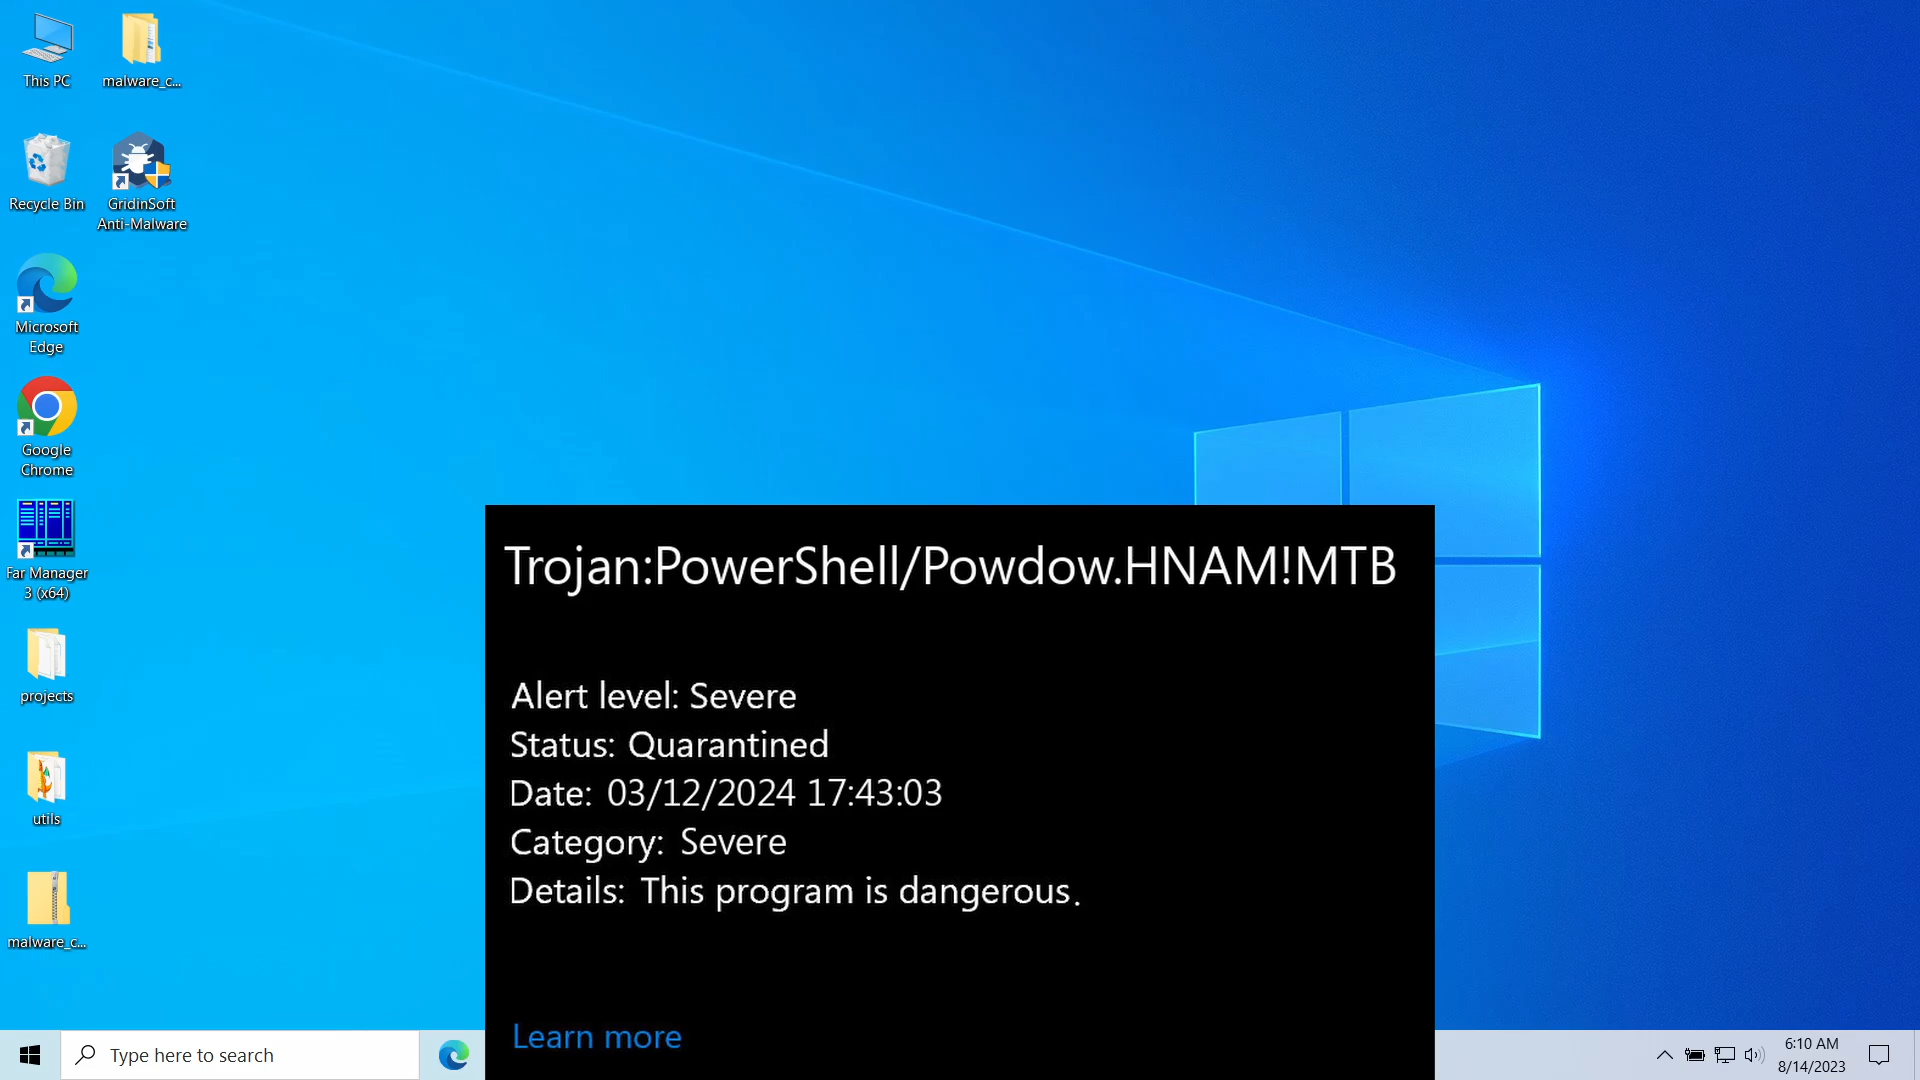 This PC
malware_c...
Recycle Bin
GridinSoft
Anti-Malware
Microsoft
Edge
Google
Chrome
Far Manager
3 (x64)
projects
utils
malware_c...
Trojan:PowerShell/Powdow.HNAM!MTB
Alert level: Severe
Status: Quarantined
Date: 03/12/2024 17:43:03
Category: Severe
Details: This program is dangerous.
Learn more
Type here to search
6:10 AM
8/14/2023